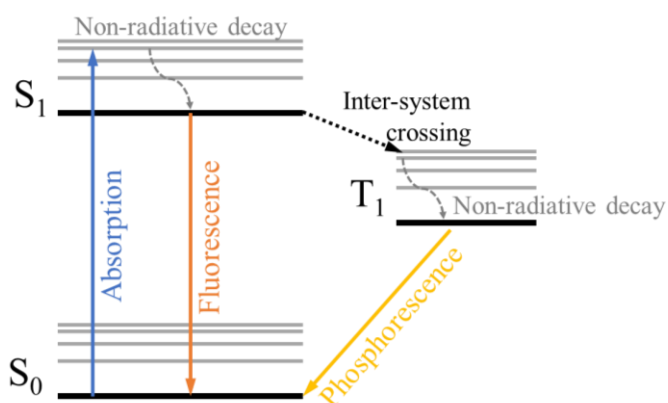 Non-radiative decay
S1
Inter-system
crossing
T1
Non-radiative decay
Absorption
Fluorescence
Phosphorescence
S0